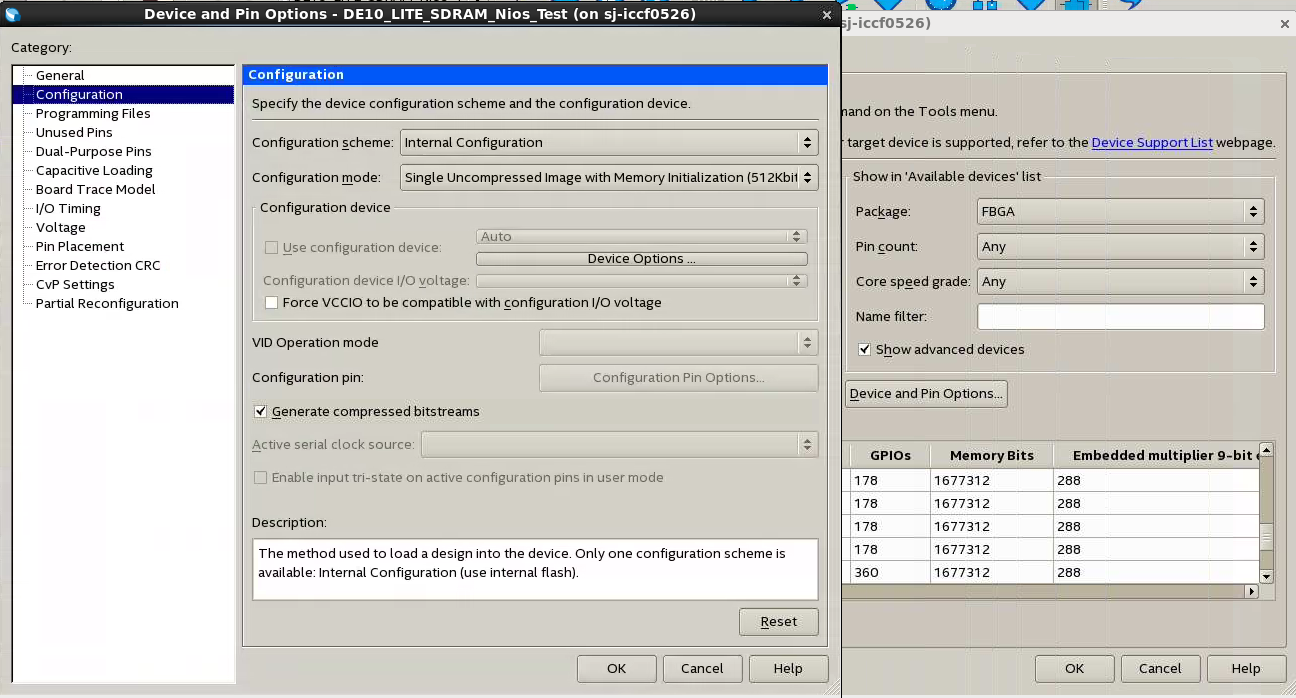 Device and Pin Options - DE10_LITE_SDRAM_Nios_Test (on sj-iccf0526)
Category:
General
Configuration
Programming Files
Unused Pins
Dual-Purpose Pins
Capacitive Loading
Board Trace Model
I/O Timing
Voltage
Pin Placement
Error Detection CRC
CvP Settings
Partial Reconfiguration
Configuration
Specify the device configuration scheme and the configuration device.
Configuration scheme: Internal Configuration
Configuration mode: Single Uncompressed Image with Memory Initialization (512Kbit
Configuration device
Use configuration device: Auto
Device Options ...
Configuration device I/O voltage:
Force VCCIO to be compatible with configuration I/O voltage
VID Operation mode
Configuration pin: Configuration Pin Options...
Generate compressed bitstreams
Active serial clock source:
Enable input tri-state on active configuration pins in user mode
Description:
The method used to load a design into the device. Only one configuration scheme is
available: Internal Configuration (use internal flash).
Reset
OK Cancel Help
sj-iccf0526)
mand on the Tools menu.
target device is supported, refer to the Device Support List webpage.
Show in 'Available devices' list
Package: FBGA
Pin count: Any
Core speed grade: Any
Name filter:
Show advanced devices
Device and Pin Options...
GPIOs Memory Bits Embedded multiplier 9-bit e
178 1677312 288
178 1677312 288
178 1677312 288
178 1677312 288
360 1677312 288
OK Cancel Help